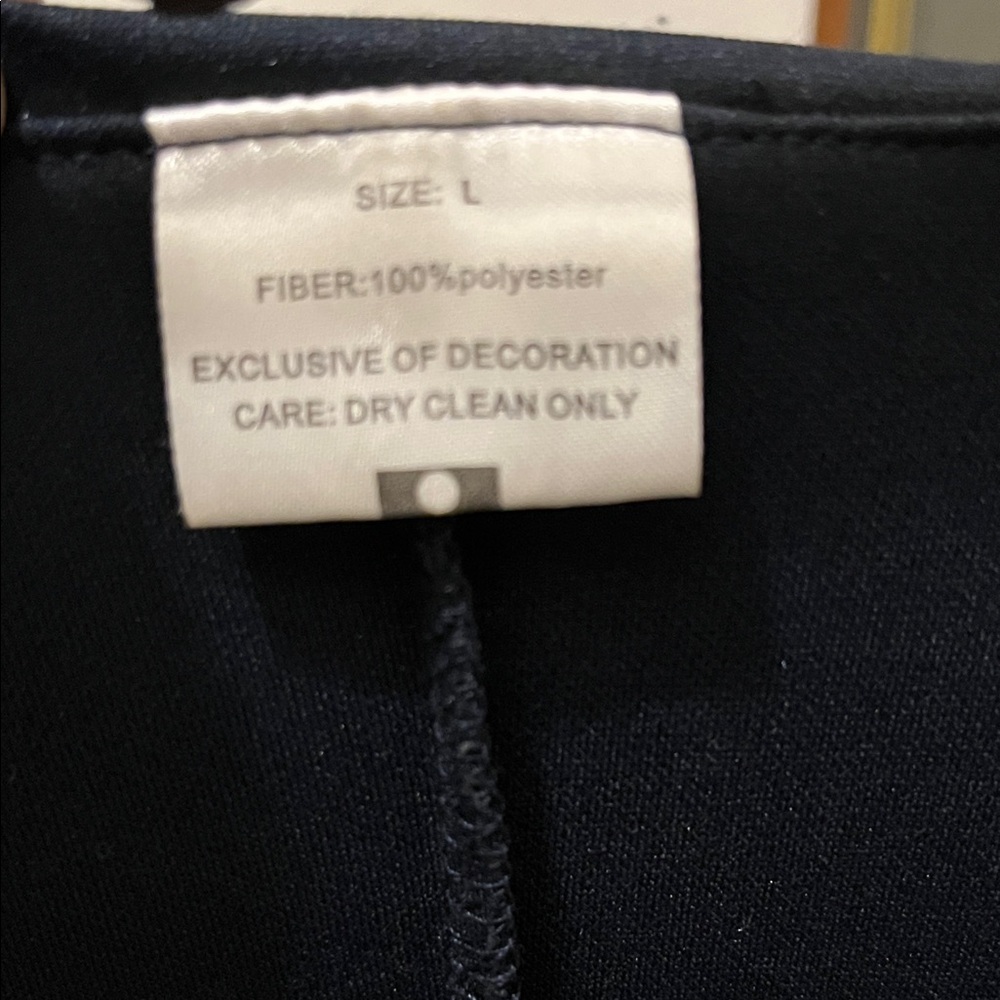 SIZE: L
FIBER:100%polyester
EXCLUSIVE OF DECORATION
CARE: DRY CLEAN ONLY